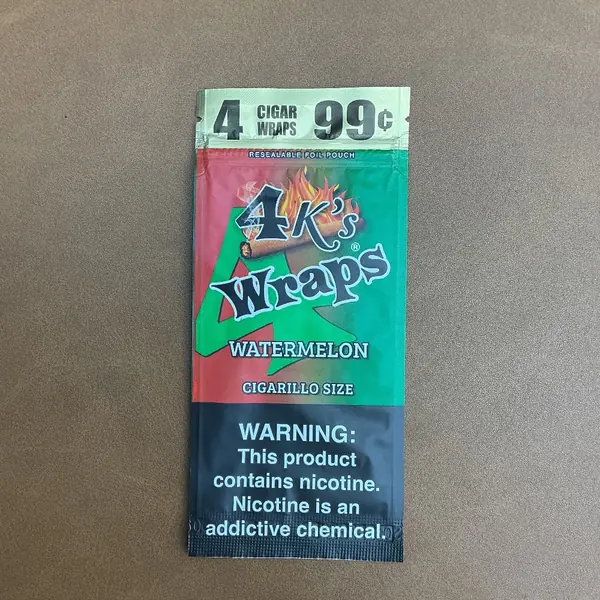 4 CIGAR WRAPS 99¢
RESEALABLE FOIL POUCH
4K's
Wraps®
4
WATERMELON
CIGARILLO SIZE
WARNING:
This product
contains nicotine.
Nicotine is an
addictive chemical.